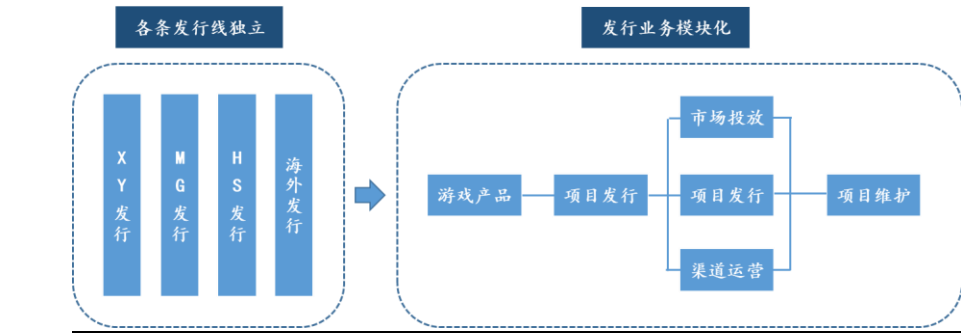 各条发行线独立
发行业务模块化
XY发行
MG发行
HS发行
海外发行
游戏产品
项目发行
市场投放
项目发行
渠道运营
项目维护